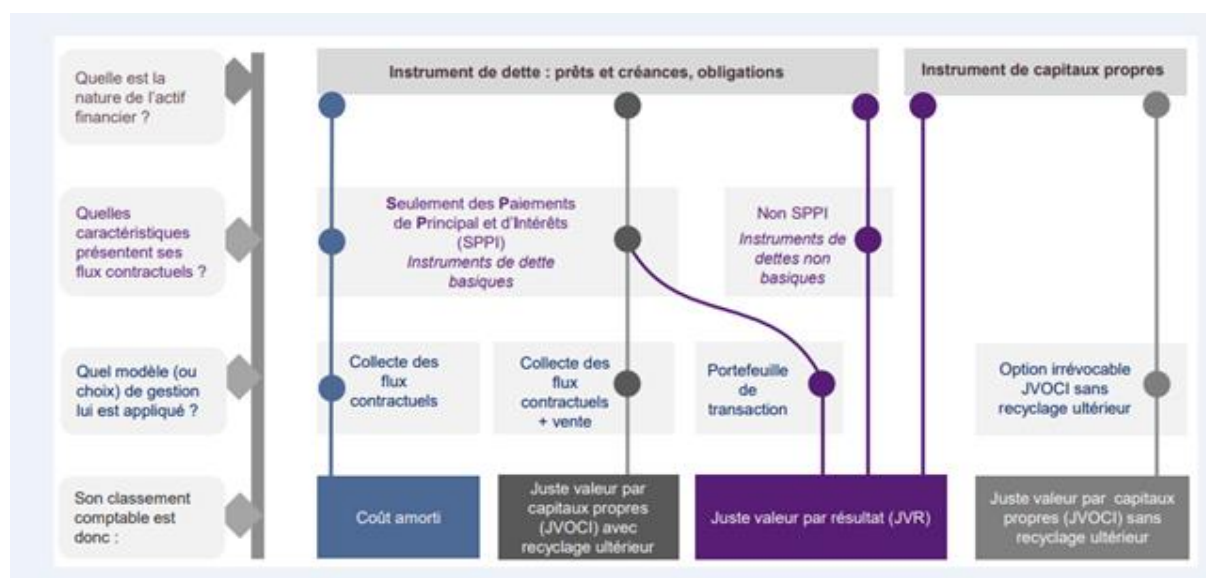 Quelle est la
nature de l'actif
financier ?
Instrument de dette : prêts et créances, obligations
Instrument de capitaux propres
Quelles
caractéristiques
présentent ses
flux contractuels ?
Seulement des Paiements
de Principal et d'Intérêts
(SPPI)
Instruments de dette
basiques
Non SPPI
Instruments de
dettes non
basiques
Quel modèle (ou
choix) de gestion
lui est appliqué ?
Collecte des
flux
contractuels
Collecte des
flux
contractuels
+ vente
Portefeuille
de
transaction
Option irrévocable
JVOCI sans
recyclage ultérieur
Son classement
comptable est
donc :
Coût amorti
Juste valeur par
capitaux propres
(JVOCI) avec
recyclage ultérieur
Juste valeur par résultat (JVR)
Juste valeur par capitaux
propres (JVOCI) sans
recyclage ultérieur